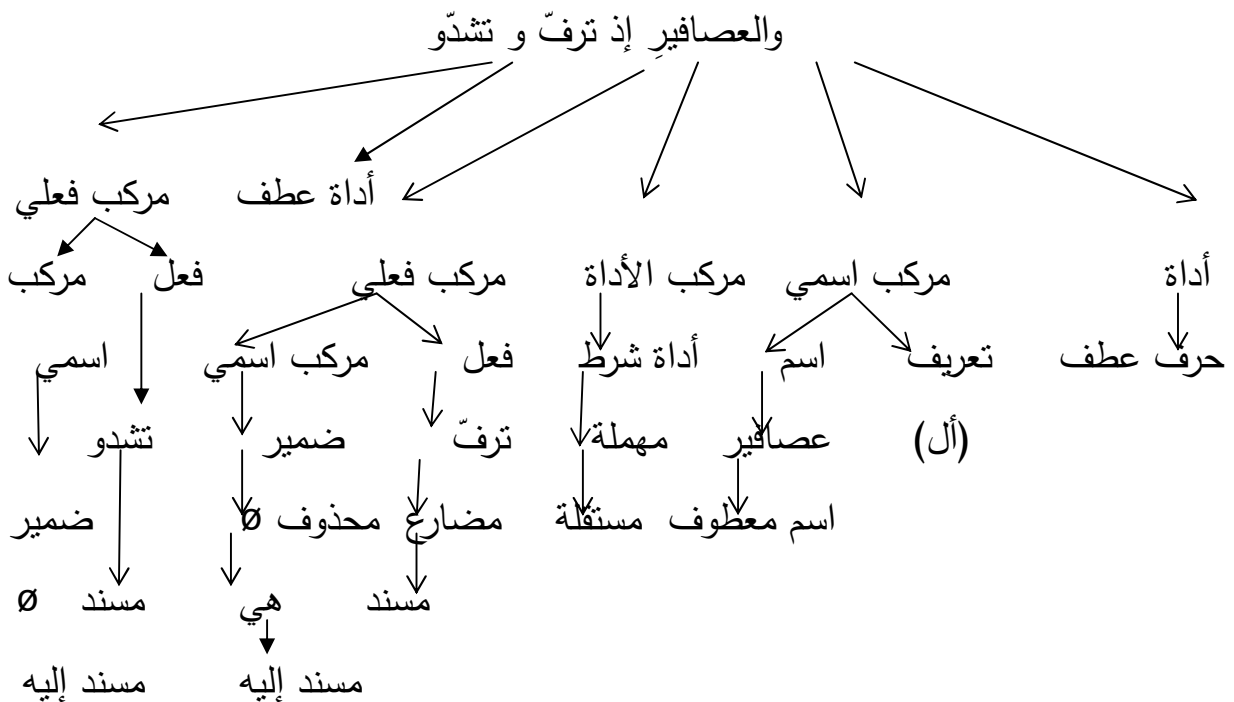 والعصافيرِ إذ ترفّ و تشدّو
أداة عطف مركب فعلي
أداة مركب اسمي مركب الأداة مركب فعلي فعل مركب
حرف عطف تعريف اسم أداة شرط فعل مركب اسمي اسمي
(أل) عصافير مهملة ترفّ ضمير تشدو
اسم معطوف مستقلة مضارع محذوف Ø ضمير
مسند هي مسند Ø
مسند إليه مسند إليه